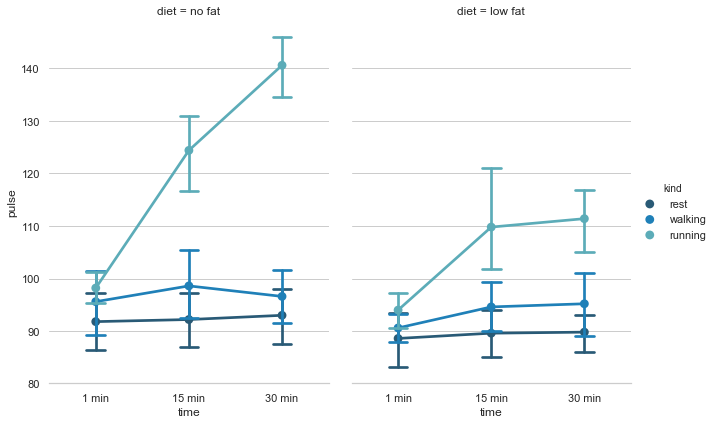 diet = no fat
diet = low fat
pulse
140
130
120
110
100
90
80
1 min
15 min
30 min
time
1 min
15 min
30 min
time
kind
rest
walking
running